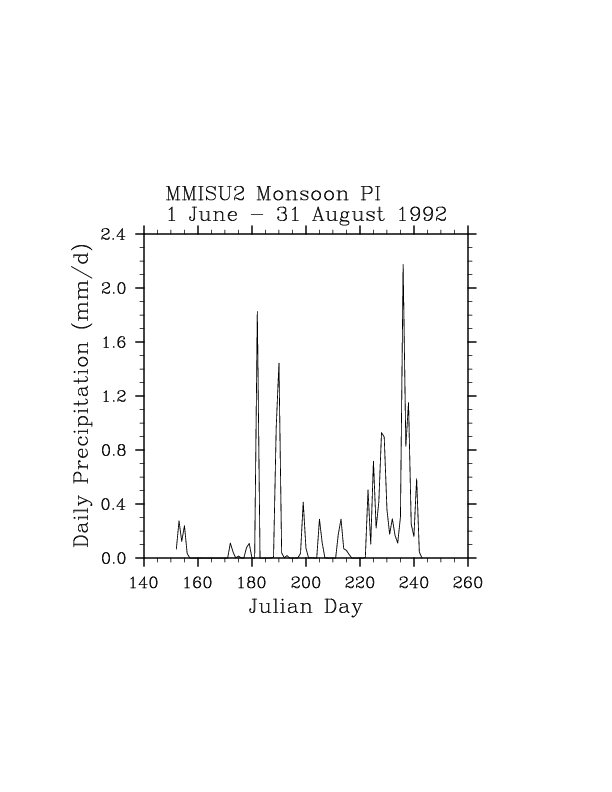 MMISU2 Monsoon PI
1 June - 31 August 1992
Daily Precipitation (mm/d)
2.4
2.0
1.6
1.2
0.8
0.4
0.0
140 160 180 200 220 240 260
Julian Day